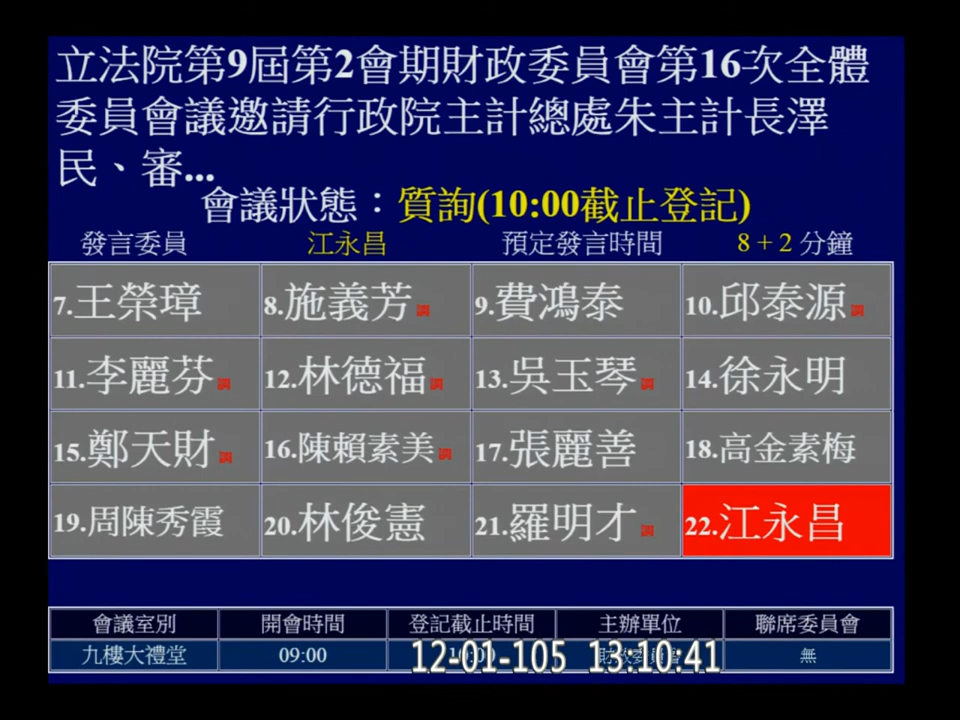 立法院第9屆第2會期財政委員會第16次全體
委員會議邀請行政院主計總處朱主計長澤
民、審...
會議狀態：質詢(10:00截止登記)
發言委員 江永昌 預定發言時間 8 + 2 分鐘
7.王榮璋 8.施義芳 調 9.費鴻泰 10.邱泰源 調
11.李麗芬 調 12.林德福 調 13.吳玉琴 調 14.徐永明
15.鄭天財 調 16.陳賴素美 調 17.張麗善 18.高金素梅
19.周陳秀霞 20.林俊憲 21.羅明才 調 22.江永昌
會議室別 開會時間 登記截止時間 主辦單位 聯席委員會
九樓大禮堂 09:00 無
12-01-105 13:10:41